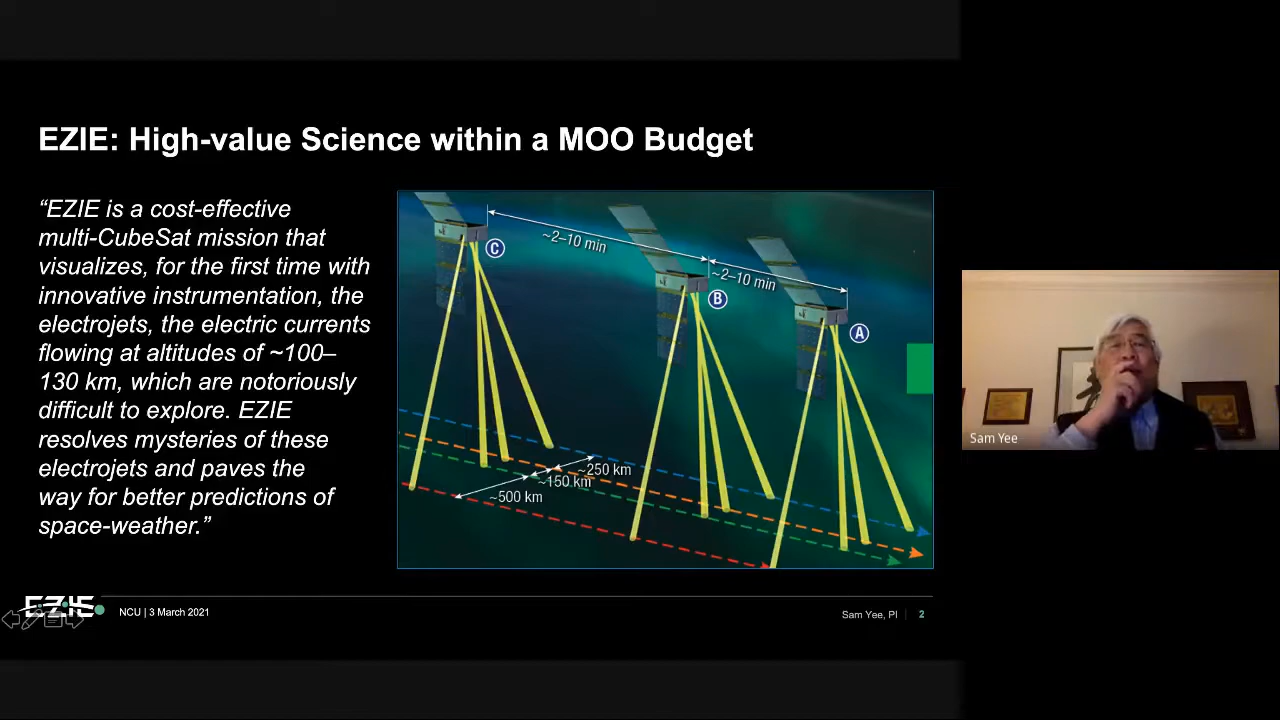 EZIE: High-value Science within a MOO Budget
“EZIE is a cost-effective
multi-CubeSat mission that
visualizes, for the first time with
innovative instrumentation, the
electrojets, the electric currents
flowing at altitudes of ~100–
130 km, which are notoriously
difficult to explore. EZIE
resolves mysteries of these
electrojets and paves the
way for better predictions of
space-weather.”
~2–10 min
~2–10 min
C
B
A
~250 km
~150 km
~500 km
Sam Yee
EZIE
NCU | 3 March 2021
Sam Yee, PI | 2